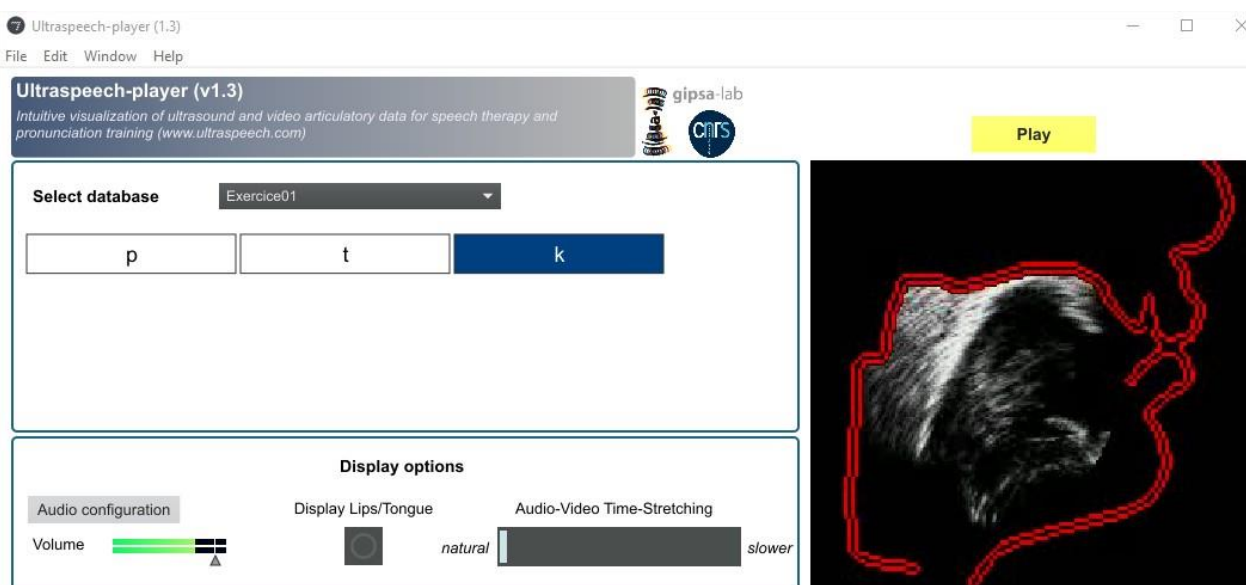 Ultraspeech-player (1.3)
File Edit Window Help
Ultraspeech-player (v1.3)
Intuitive visualization of ultrasound and video articulatory data for speech therapy and
pronunciation training (www.ultraspeech.com)
gipsa-lab
cnrs
Play
Select database
Exercice01
p t k
Display options
Audio configuration
Display Lips/Tongue
Audio-Video Time-Stretching
Volume
natural
slower